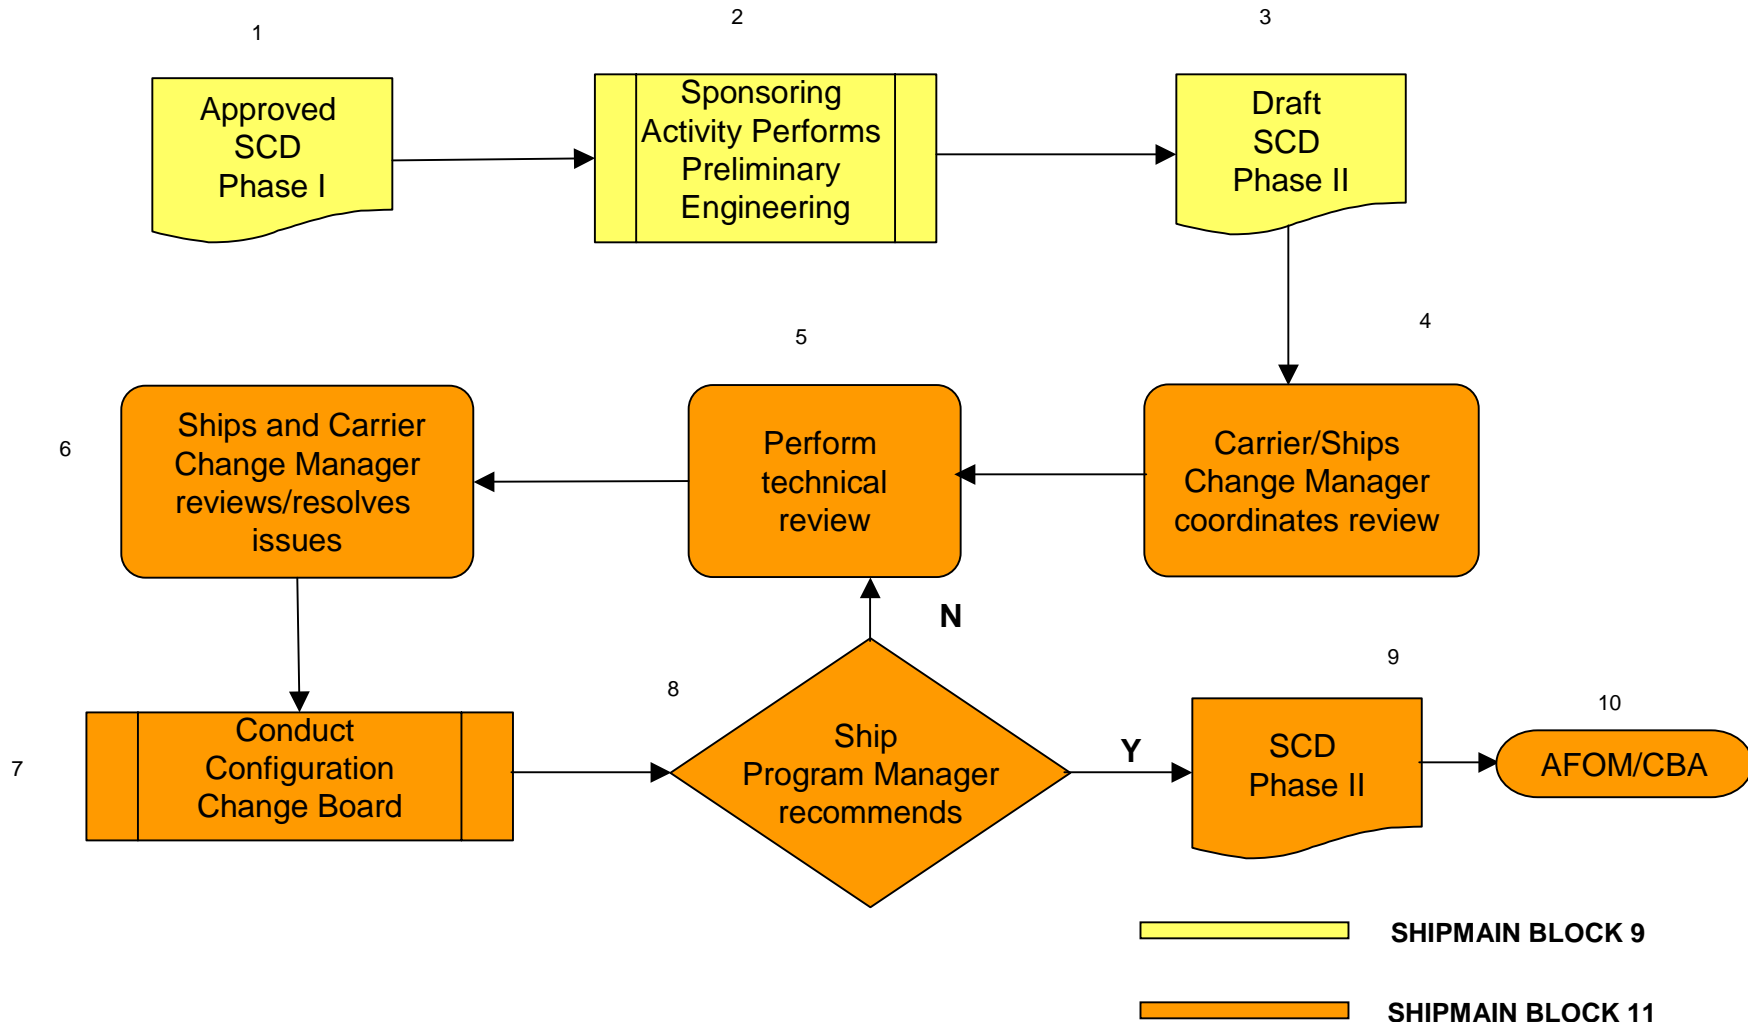 1
2
3
Approved
SCD
Phase I
Sponsoring
Activity Performs
Preliminary
Engineering
Draft
SCD
Phase II
4
5
6
Ships and Carrier
Change Manager
reviews/resolves
issues
Perform
technical
review
Carrier/Ships
Change Manager
coordinates review
N
7
Conduct
Configuration
Change Board
8
Ship
Program Manager
recommends
Y
9
SCD
Phase II
10
AFOM/CBA
SHIPMAIN BLOCK 9
SHIPMAIN BLOCK 11